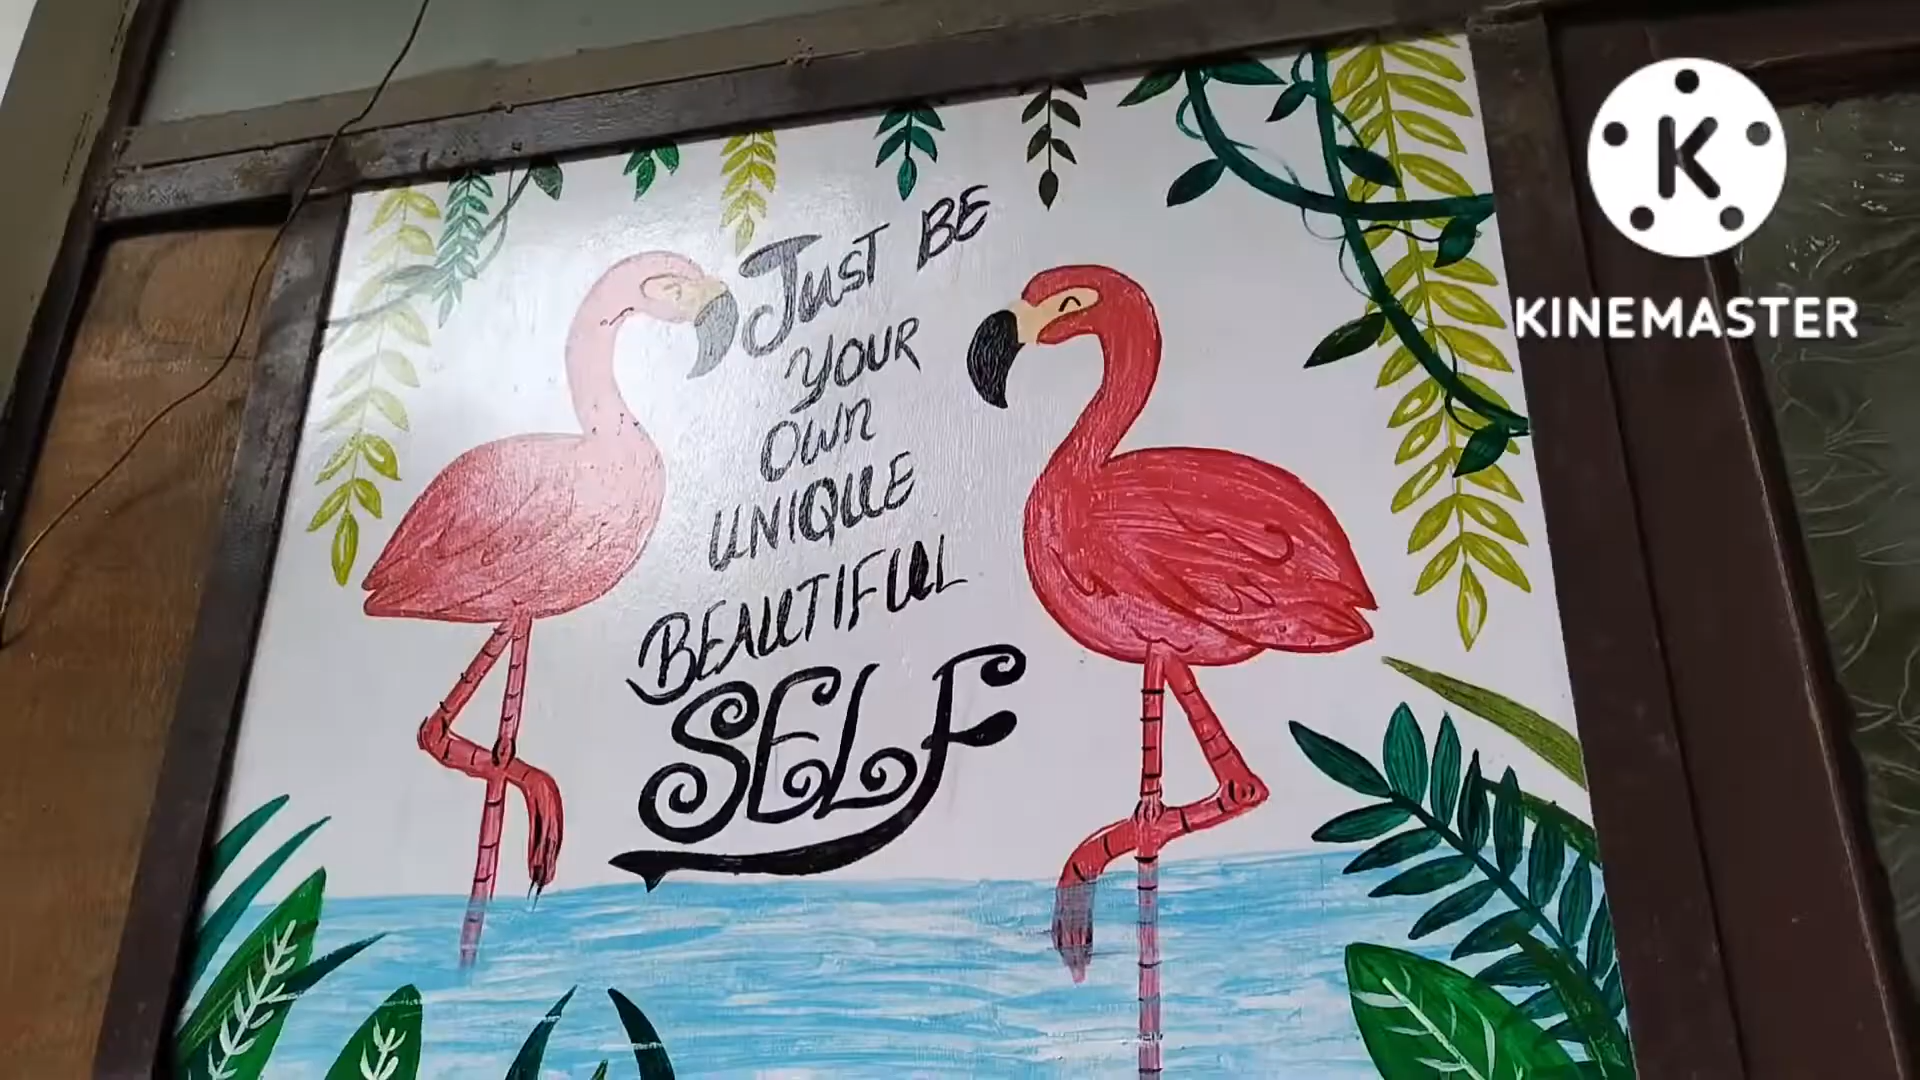 JUST BE
YOUR
OWN
UNIQUE
BEAUTIFUL
SELF
K
KINEMASTER